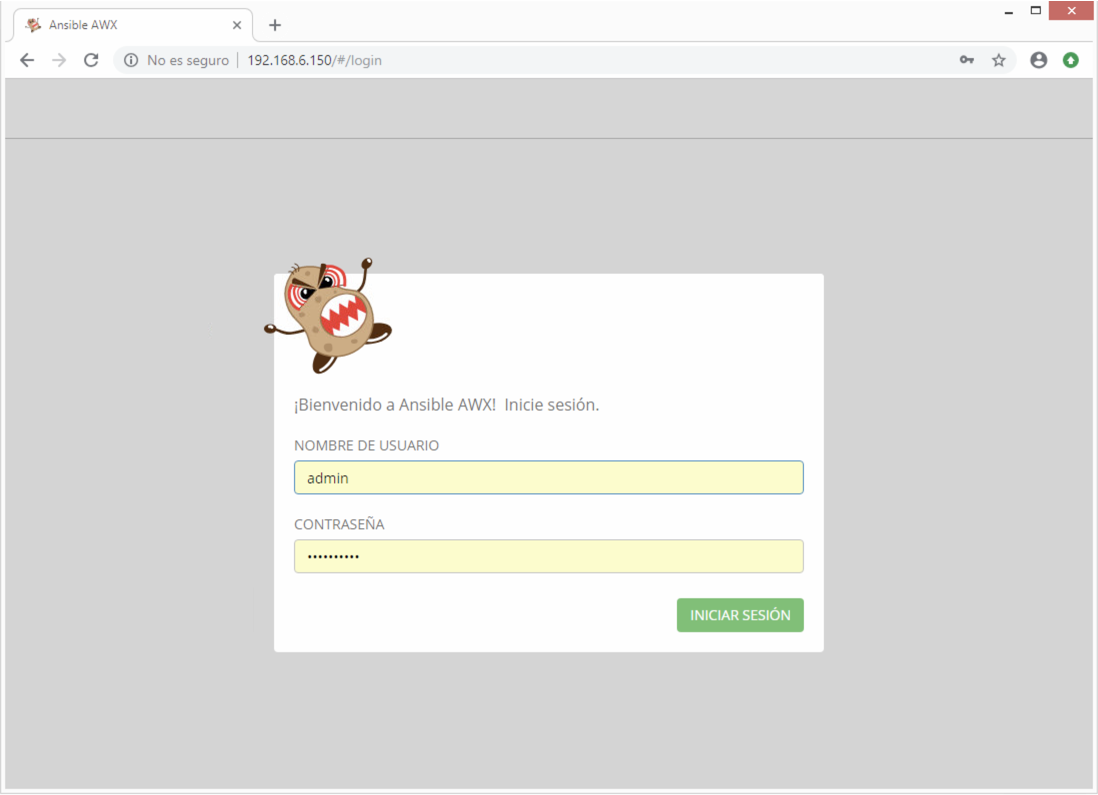 Ansible AWX
No es seguro 192.168.6.150/#/login
¡Bienvenido a Ansible AWX! Inicie sesión.
NOMBRE DE USUARIO
admin
CONTRASEÑA
••••••••••
INICIAR SESIÓN